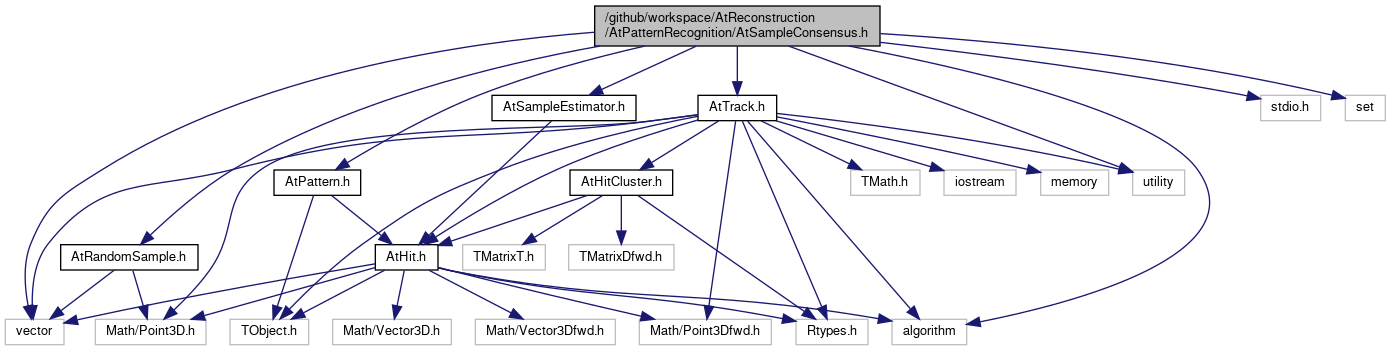 /github/workspace/AtReconstruction
/AtPatternRecognition/AtSampleConsensus.h
AtSampleEstimator.h
AtTrack.h
stdio.h
set
AtPattern.h
AtHitCluster.h
TMath.h
iostream
memory
utility
AtRandomSample.h
AtHit.h
TMatrixT.h
TMatrixDfwd.h
vector
Math/Point3D.h
TObject.h
Math/Vector3D.h
Math/Vector3Dfwd.h
Math/Point3Dfwd.h
Rtypes.h
algorithm